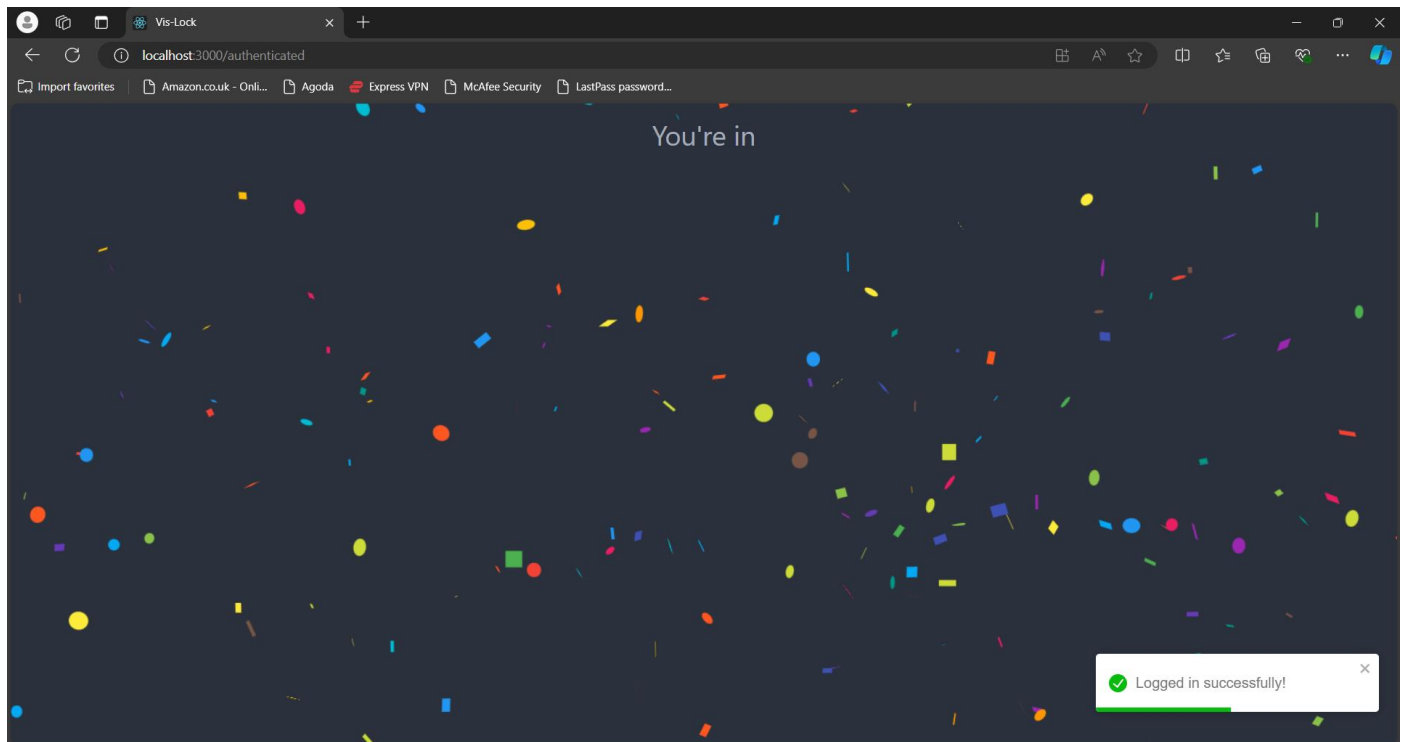 Vis-Lock
localhost:3000/authenticated
Import favorites
Amazon.co.uk - Onli...
Agoda
Express VPN
McAfee Security
LastPass password...
You're in
Logged in successfully!